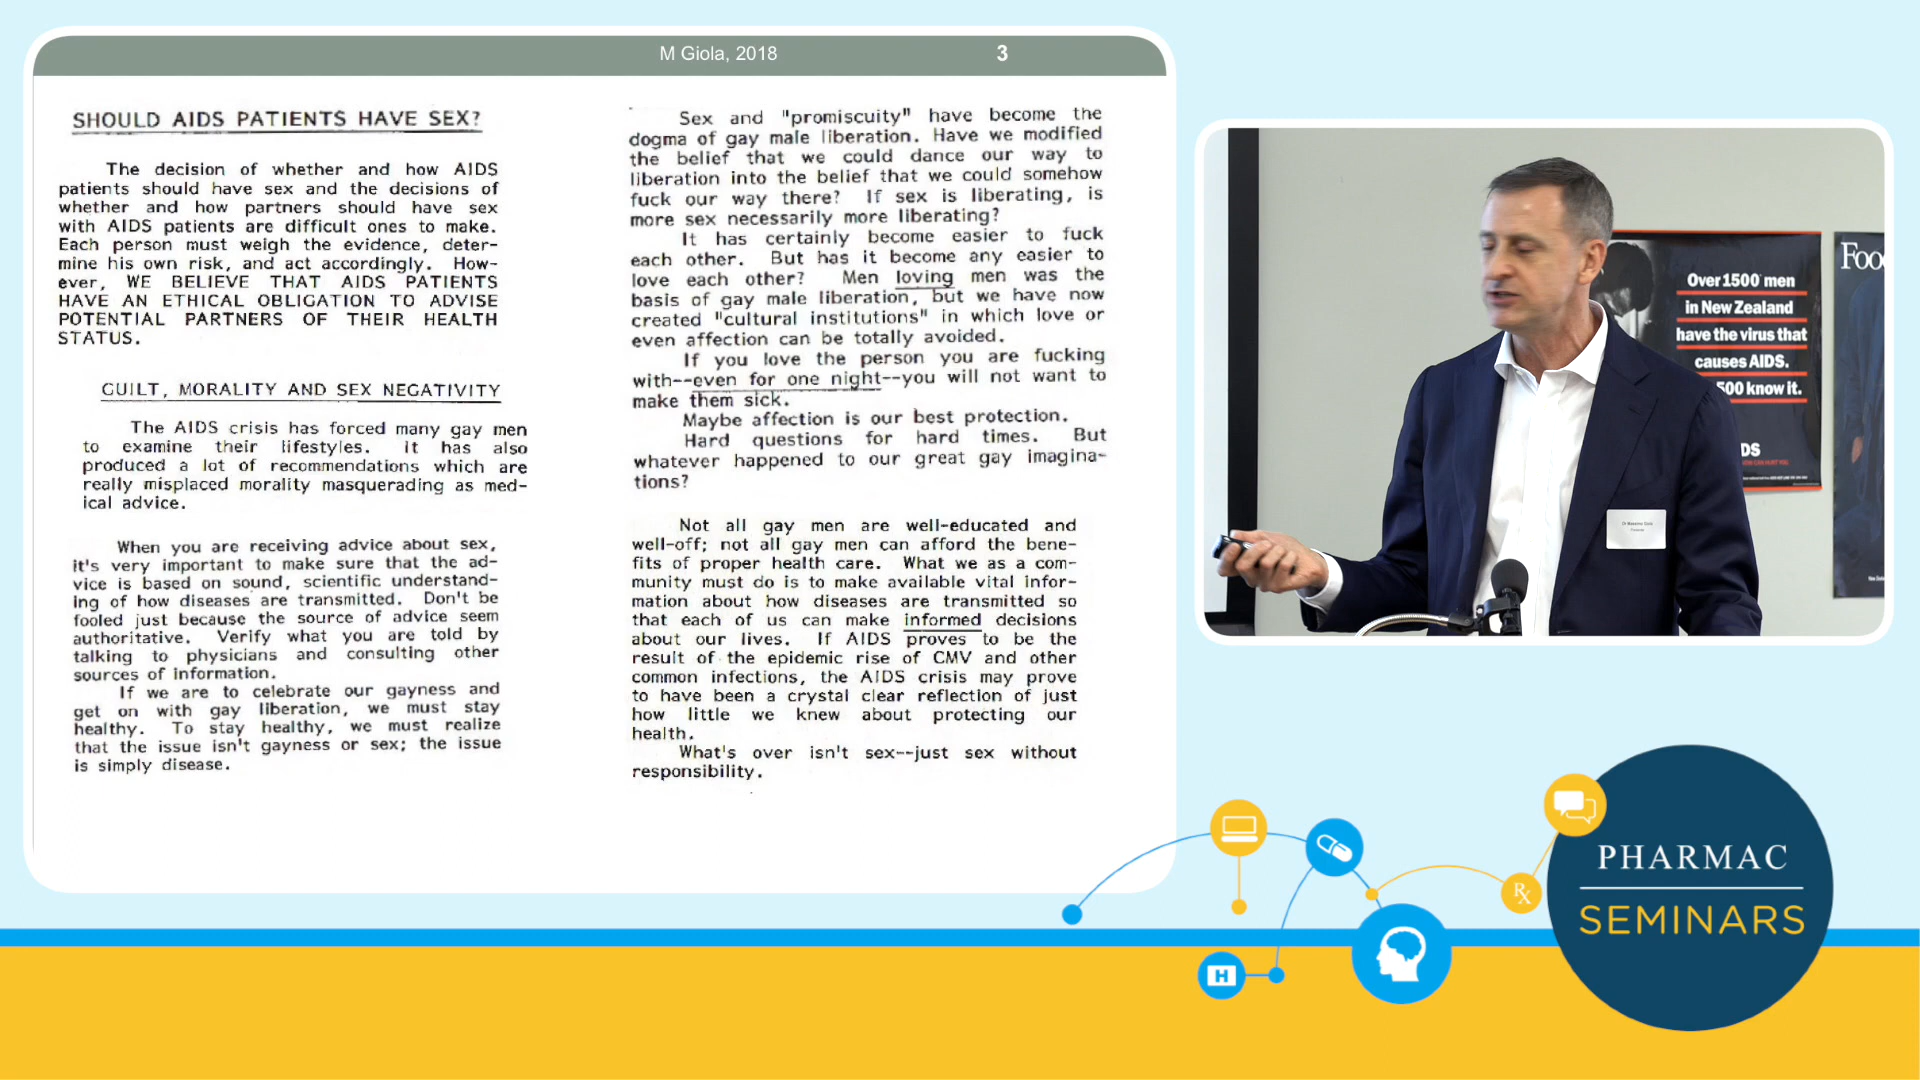 M Giola, 2018
3
SHOULD AIDS PATIENTS HAVE SEX?
The decision of whether and how AIDS
patients should have sex and the decisions of
whether and how partners should have sex
with AIDS patients are difficult ones to make.
Each person must weigh the evidence, deter-
mine his own risk, and act accordingly. How-
ever, WE BELIEVE THAT AIDS PATIENTS
HAVE AN ETHICAL OBLIGATION TO ADVISE
POTENTIAL PARTNERS OF THEIR HEALTH
STATUS.
GUILT, MORALITY AND SEX NEGATIVITY
The AIDS crisis has forced many gay men
to examine their lifestyles. It has also
produced a lot of recommendations which are
really misplaced morality masquerading as med-
ical advice.
When you are receiving advice about sex,
it's very important to make sure that the ad-
vice is based on sound, scientific understand-
ing of how diseases are transmitted. Don't be
fooled just because the source of advice seem
authoritative. Verify what you are told by
talking to physicians and consulting other
sources of information.
If we are to celebrate our gayness and
get on with gay liberation, we must stay
healthy. To stay healthy, we must realize
that the issue isn't gayness or sex; the issue
is simply disease.
Sex and "promiscuity" have become the
dogma of gay male liberation. Have we modified
the belief that we could dance our way to
liberation into the belief that we could somehow
fuck our way there? If sex is liberating, is
more sex necessarily more liberating?
It has certainly become easier to fuck
each other. But has it become any easier to
love each other? Men loving men was the
basis of gay male liberation, but we have now
created "cultural institutions" in which love or
even affection can be totally avoided.
If you love the person you are fucking
with--even for one night--you will not want to
make them sick.
Maybe affection is our best protection.
Hard questions for hard times. But
whatever happened to our great gay imagina-
tions?
Not all gay men are well-educated and
well-off; not all gay men can afford the bene-
fits of proper health care. What we as a com-
munity must do is to make available vital infor-
mation about how diseases are transmitted so
that each of us can make informed decisions
about our lives. If AIDS proves to be the
result of the epidemic rise of CMV and other
common infections, the AIDS crisis may prove
to have been a crystal clear reflection of just
how little we knew about protecting our
health.
What's over isn't sex--just sex without
responsibility.
Over 1500 men
in New Zealand
have the virus that
causes AIDS.
500 know it.
DS
Foo
H
Rx
PHARMAC
SEMINARS